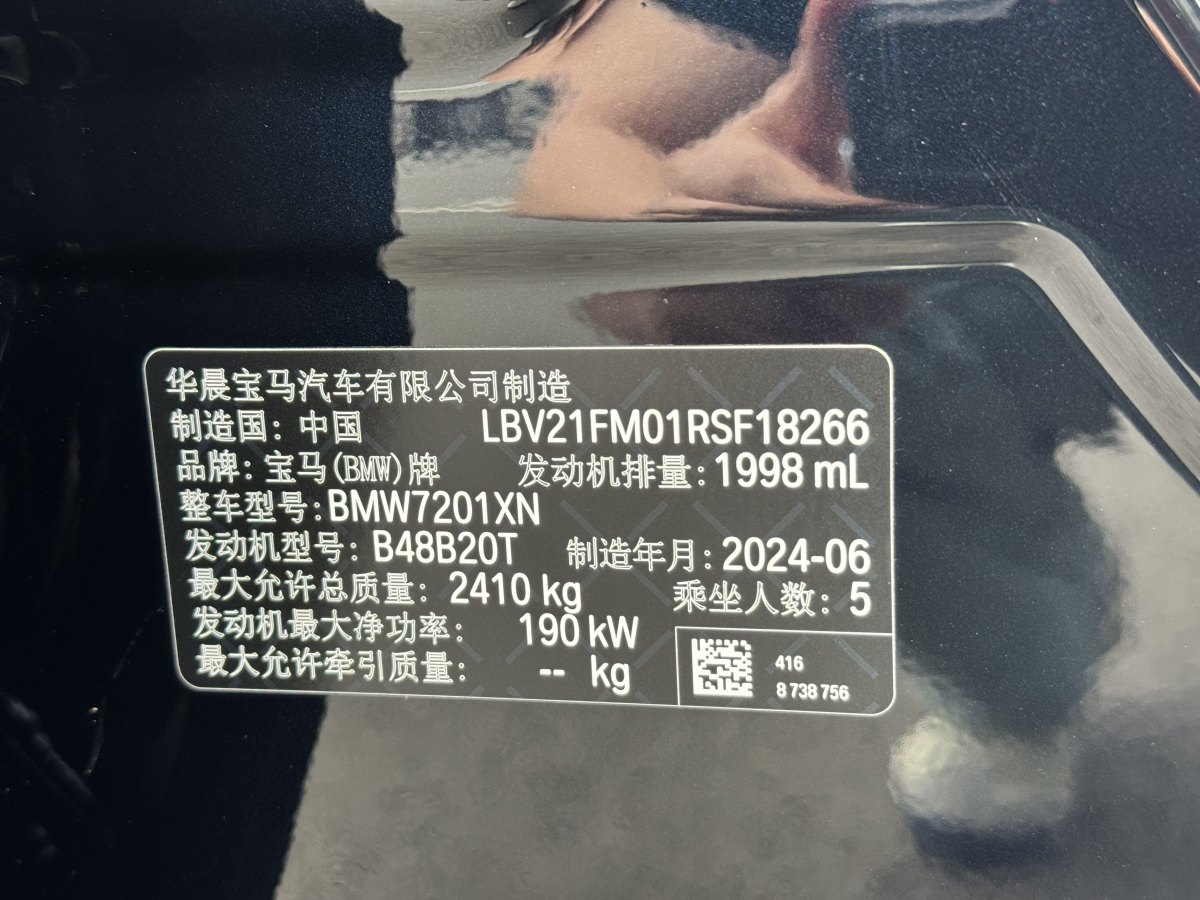 华晨宝马汽车有限公司制造
制造国: 中国 LBV21FM01RSF18266
品牌: 宝马(BMW)牌 发动机排量: 1998 mL
整车型号: BMW7201XN
发动机型号: B48B20T 制造年月: 2024-06
最大允许总质量: 2410 kg 乘坐人数: 5
发动机最大净功率: 190 kW
最大允许牵引质量: -- kg
416
8 738 756